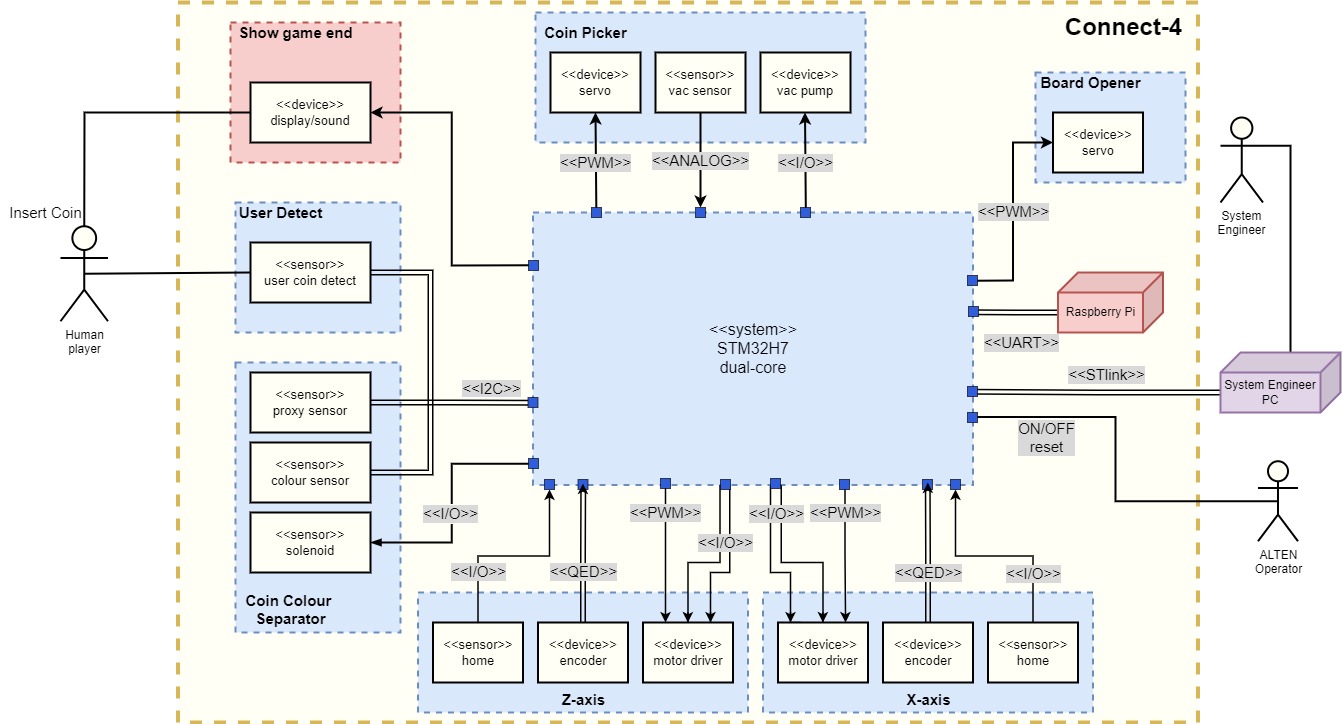 Connect-4
Show game end
<<device>>
display/sound
Coin Picker
<<device>>
servo
<<sensor>>
vac sensor
<<device>>
vac pump
<<PWM>>
<<ANALOG>>
<<I/O>>
Board Opener
<<device>>
servo
<<PWM>>
System
Engineer
Insert Coin
Human
player
User Detect
<<sensor>>
user coin detect
<<system>>
STM32H7
dual-core
Raspberry Pi
<<UART>>
<<STlink>>
System Engineer
PC
ON/OFF
reset
ALTEN
Operator
<<I2C>>
<<sensor>>
proxy sensor
<<sensor>>
colour sensor
<<sensor>>
solenoid
Coin Colour
Separator
<<I/O>>
<<I/O>>
<<QED>>
<<PWM>>
<<I/O>>
<<I/O>>
<<PWM>>
<<QED>>
<<I/O>>
<<sensor>>
home
<<device>>
encoder
<<device>>
motor driver
Z-axis
<<device>>
motor driver
<<device>>
encoder
<<sensor>>
home
X-axis